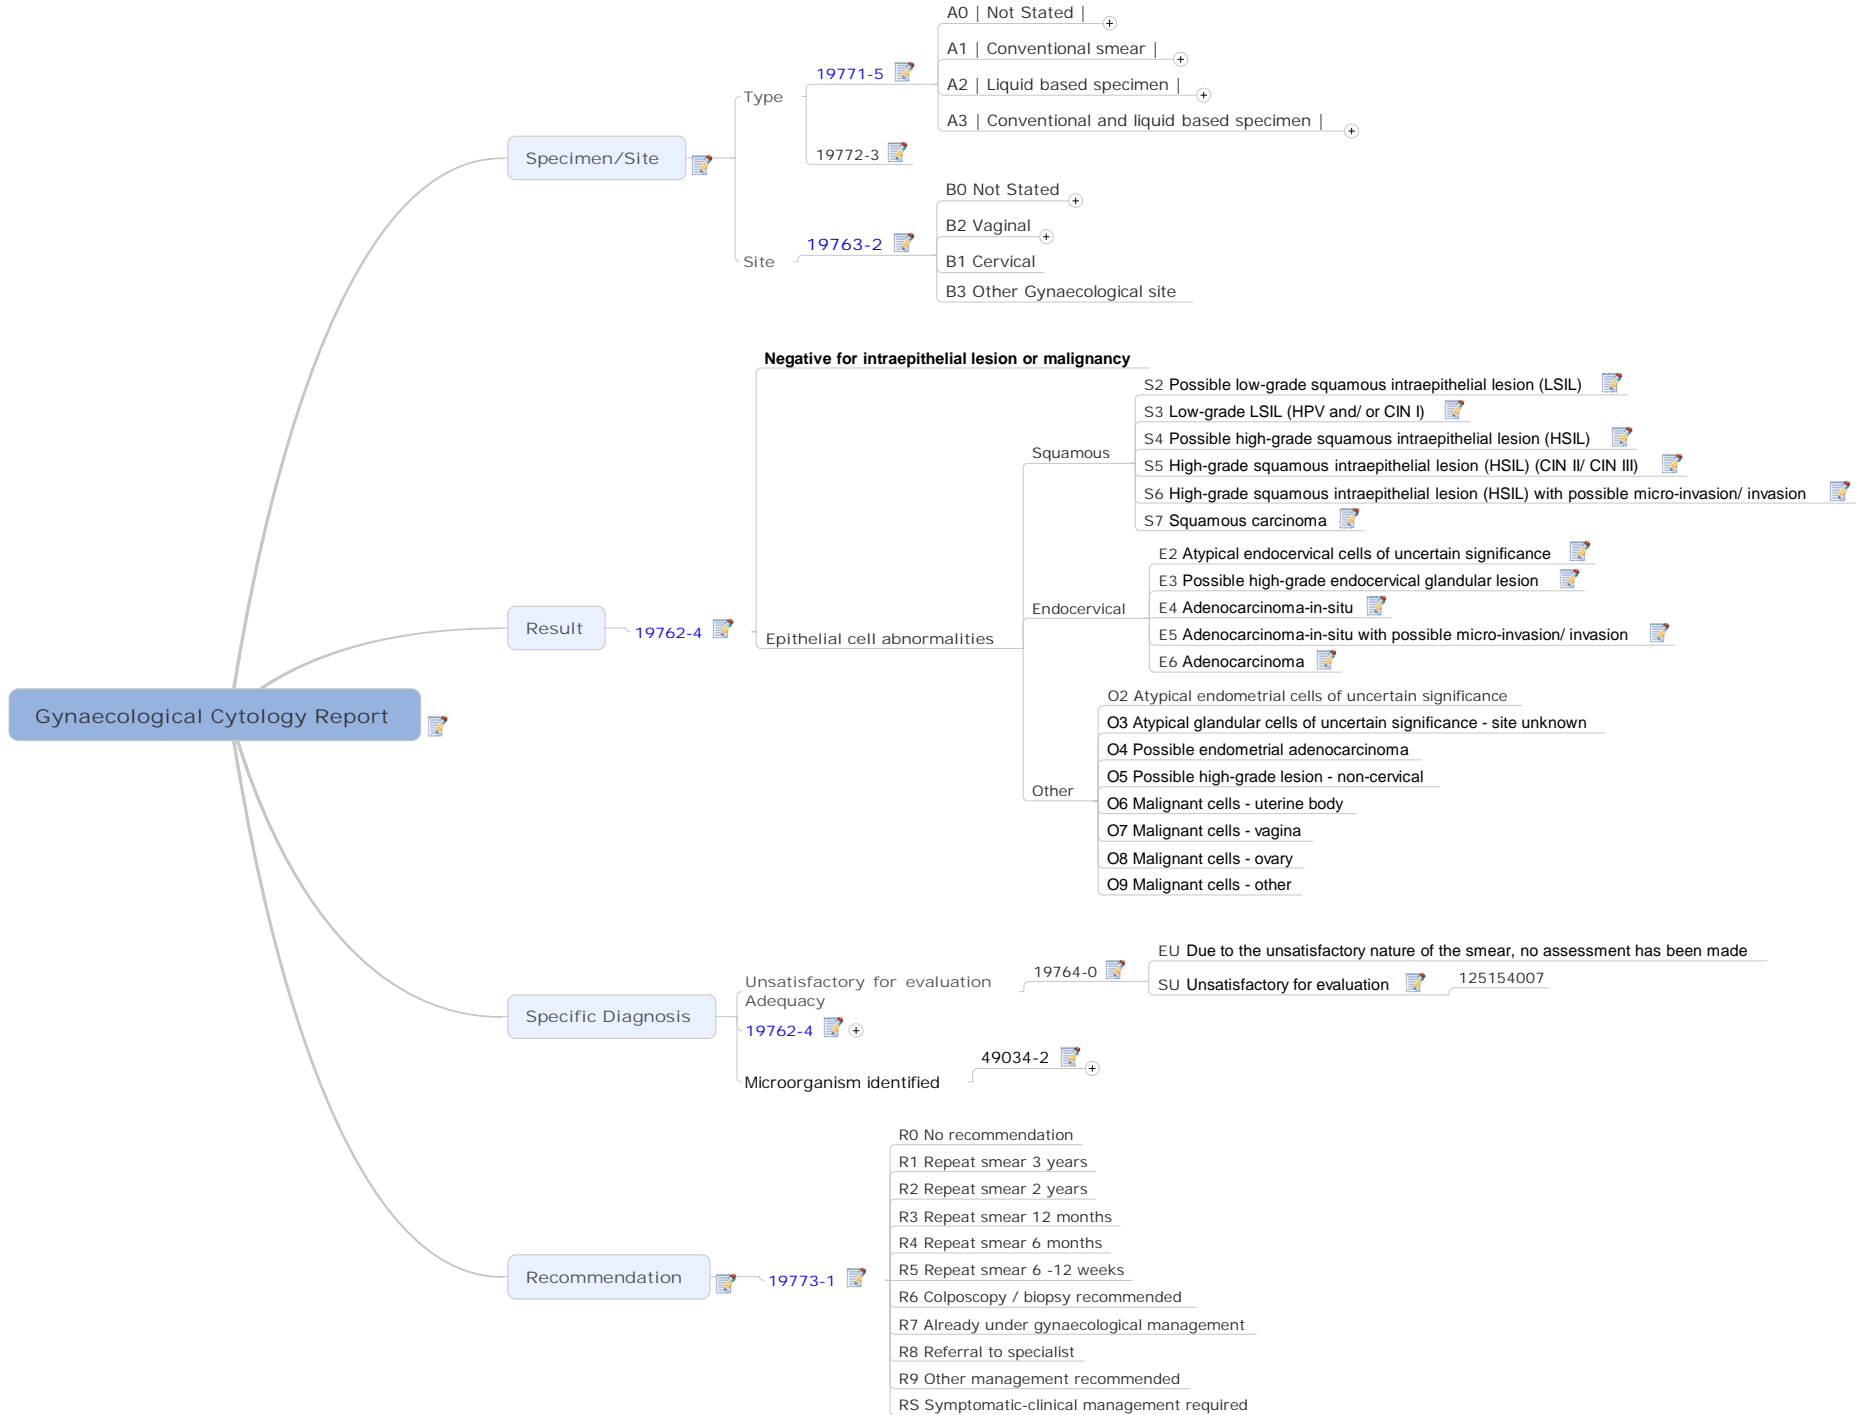 Gynaecological Cytology Report
Specimen/Site
Type
19771-5
A0 | Not Stated |
A1 | Conventional smear |
A2 | Liquid based specimen |
A3 | Conventional and liquid based specimen |
19772-3
Site
19763-2
B0 Not Stated
B2 Vaginal
B1 Cervical
B3 Other Gynaecological site
Result
19762-4
Negative for intraepithelial lesion or malignancy
Epithelial cell abnormalities
Squamous
S2 Possible low-grade squamous intraepithelial lesion (LSIL)
S3 Low-grade LSIL (HPV and/ or CIN I)
S4 Possible high-grade squamous intraepithelial lesion (HSIL)
S5 High-grade squamous intraepithelial lesion (HSIL) (CIN II/ CIN III)
S6 High-grade squamous intraepithelial lesion (HSIL) with possible micro-invasion/ invasion
S7 Squamous carcinoma
Endocervical
E2 Atypical endocervical cells of uncertain significance
E3 Possible high-grade endocervical glandular lesion
E4 Adenocarcinoma-in-situ
E5 Adenocarcinoma-in-situ with possible micro-invasion/ invasion
E6 Adenocarcinoma
Other
O2 Atypical endometrial cells of uncertain significance
O3 Atypical glandular cells of uncertain significance - site unknown
O4 Possible endometrial adenocarcinoma
O5 Possible high-grade lesion - non-cervical
O6 Malignant cells - uterine body
O7 Malignant cells - vagina
O8 Malignant cells - ovary
O9 Malignant cells - other
Specific Diagnosis
Unsatisfactory for evaluation
Adequacy
19764-0
EU Due to the unsatisfactory nature of the smear, no assessment has been made
SU Unsatisfactory for evaluation
125154007
19762-4
Microorganism identified
49034-2
Recommendation
19773-1
R0 No recommendation
R1 Repeat smear 3 years
R2 Repeat smear 2 years
R3 Repeat smear 12 months
R4 Repeat smear 6 months
R5 Repeat smear 6 -12 weeks
R6 Colposcopy / biopsy recommended
R7 Already under gynaecological management
R8 Referral to specialist
R9 Other management recommended
RS Symptomatic-clinical management required